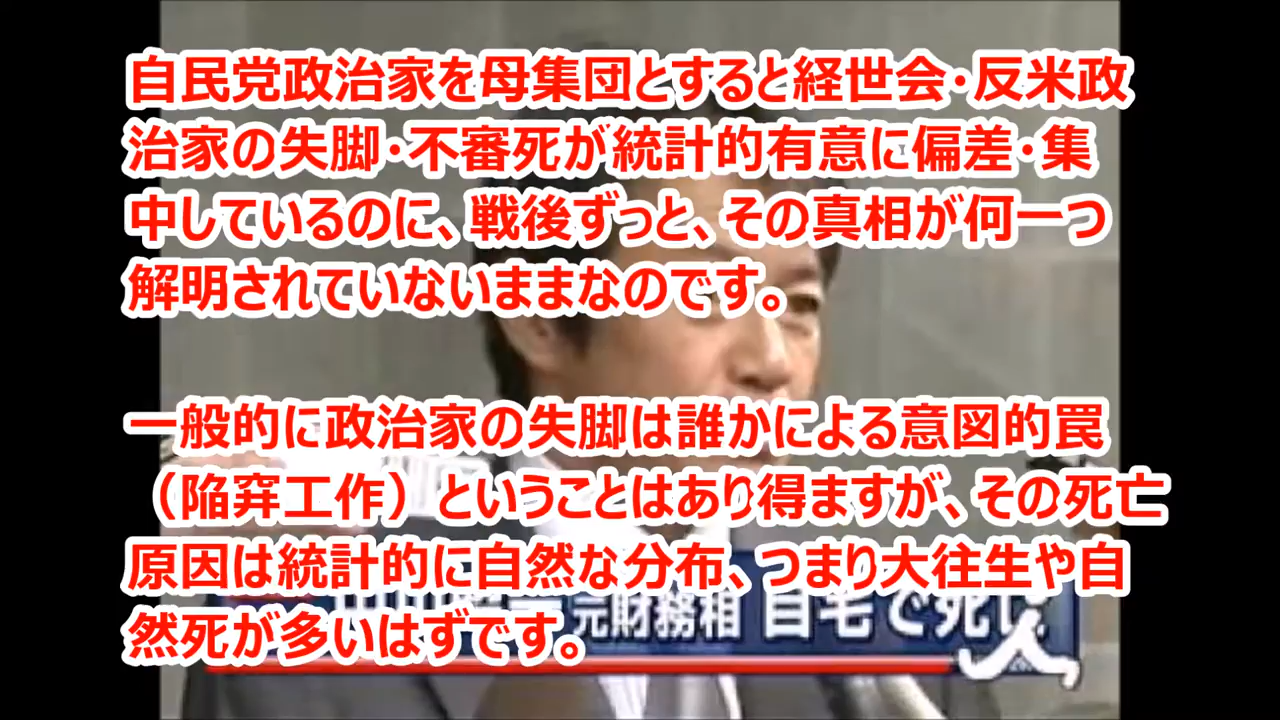 自民党政治家を母集団とすると経世会・反米政
治家の失脚・不審死が統計的有意に偏差・集
中しているのに、戦後ずっと、その真相が何一つ
解明されていないままなのです。
一般的に政治家の失脚は誰かによる意図的罠
（陥穽工作）ということはあり得ますが、その死亡
原因は統計的に自然な分布、つまり大往生や自
然死が多いはずです。
元財務相 自宅で死亡